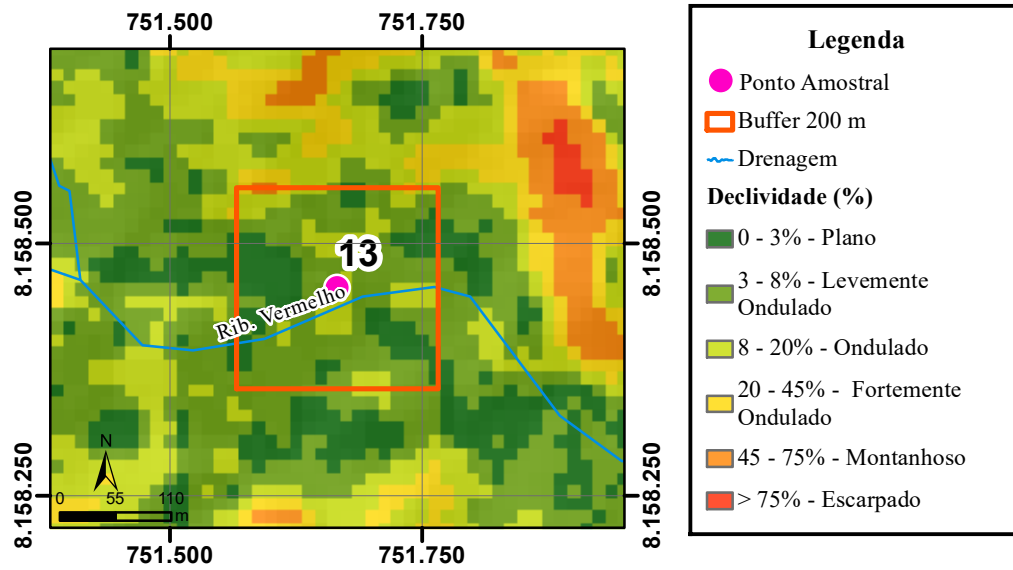 751.500
751.750
8.158.500
8.158.500
13
Rib. Vermelho
N
0 55 110
m
8.158.250
8.158.250
751.500
751.750
Legenda
Ponto Amostral
Buffer 200 m
Drenagem
Declividade (%)
0 - 3% - Plano
3 - 8% - Levemente
Ondulado
8 - 20% - Ondulado
20 - 45% - Fortemente
Ondulado
45 - 75% - Montanhoso
> 75% - Escarpado